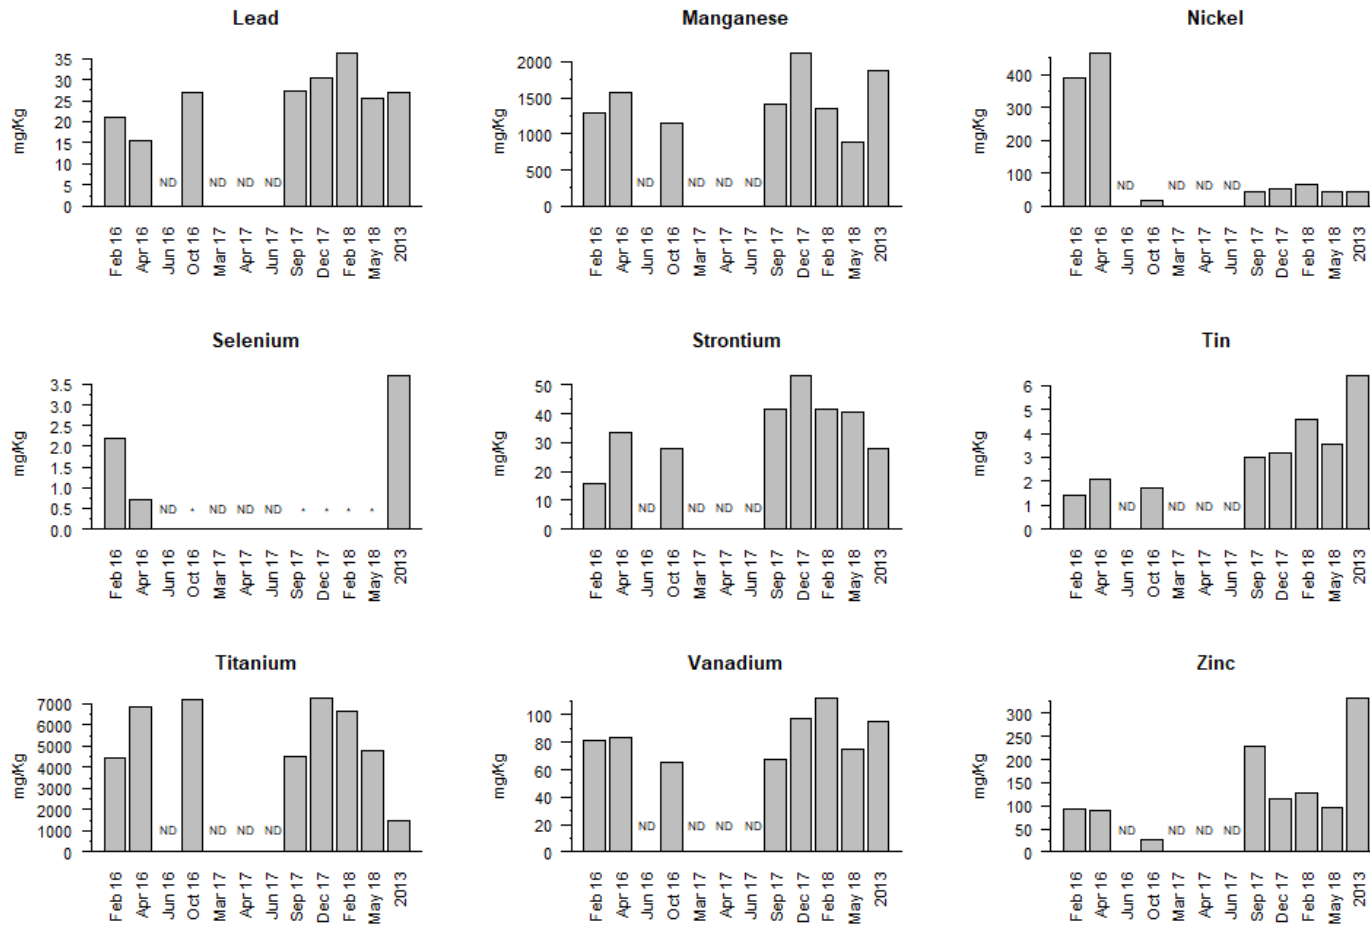 Lead
mg/Kg
35
30
25
20
15
10
5
0
ND ND ND ND
Feb 16
Apr 16
Jun 16
Oct 16
Mar 17
Apr 17
Jun 17
Sep 17
Dec 17
Feb 18
May 18
2013
Manganese
mg/Kg
2000
1500
1000
500
0
ND ND ND ND
Feb 16
Apr 16
Jun 16
Oct 16
Mar 17
Apr 17
Jun 17
Sep 17
Dec 17
Feb 18
May 18
2013
Nickel
mg/Kg
400
300
200
100
0
ND ND ND ND
Feb 16
Apr 16
Jun 16
Oct 16
Mar 17
Apr 17
Jun 17
Sep 17
Dec 17
Feb 18
May 18
2013
Selenium
mg/Kg
3.5
3.0
2.5
2.0
1.5
1.0
0.5
0.0
ND * ND ND ND * * * *
Feb 16
Apr 16
Jun 16
Oct 16
Mar 17
Apr 17
Jun 17
Sep 17
Dec 17
Feb 18
May 18
2013
Strontium
mg/Kg
50
40
30
20
10
0
ND ND ND ND
Feb 16
Apr 16
Jun 16
Oct 16
Mar 17
Apr 17
Jun 17
Sep 17
Dec 17
Feb 18
May 18
2013
Tin
mg/Kg
6
5
4
3
2
1
0
ND ND ND ND
Feb 16
Apr 16
Jun 16
Oct 16
Mar 17
Apr 17
Jun 17
Sep 17
Dec 17
Feb 18
May 18
2013
Titanium
mg/Kg
7000
6000
5000
4000
3000
2000
1000
0
ND ND ND ND
Feb 16
Apr 16
Jun 16
Oct 16
Mar 17
Apr 17
Jun 17
Sep 17
Dec 17
Feb 18
May 18
2013
Vanadium
mg/Kg
100
80
60
40
20
0
ND ND ND ND
Feb 16
Apr 16
Jun 16
Oct 16
Mar 17
Apr 17
Jun 17
Sep 17
Dec 17
Feb 18
May 18
2013
Zinc
mg/Kg
300
250
200
150
100
50
0
ND ND ND ND
Feb 16
Apr 16
Jun 16
Oct 16
Mar 17
Apr 17
Jun 17
Sep 17
Dec 17
Feb 18
May 18
2013